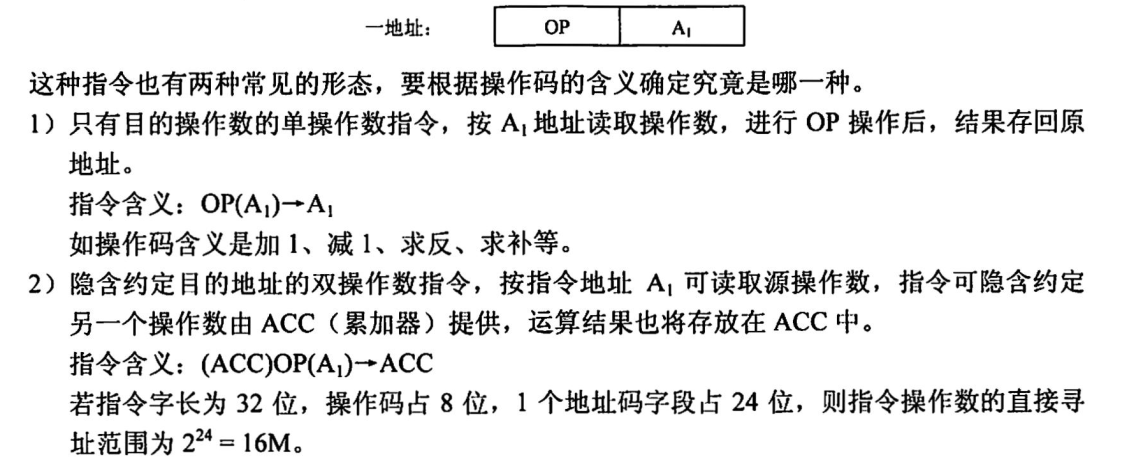 一地址： OP A₁
这种指令也有两种常见的形态，要根据操作码的含义确定究竟是哪一种。
1）只有目的操作数的单操作数指令，按 A₁ 地址读取操作数，进行 OP 操作后，结果存回原
地址。
指令含义：OP(A₁)→A₁
如操作码含义是加 1、减 1、求反、求补等。
2）隐含约定目的地址的双操作数指令，按指令地址 A₁ 可读取源操作数，指令可隐含约定
另一个操作数由 ACC（累加器）提供，运算结果也将存放在 ACC 中。
指令含义：(ACC)OP(A₁)→ACC
若指令字长为 32 位，操作码占 8 位，1 个地址码字段占 24 位，则指令操作数的直接寻
址范围为 2²⁴ = 16M。